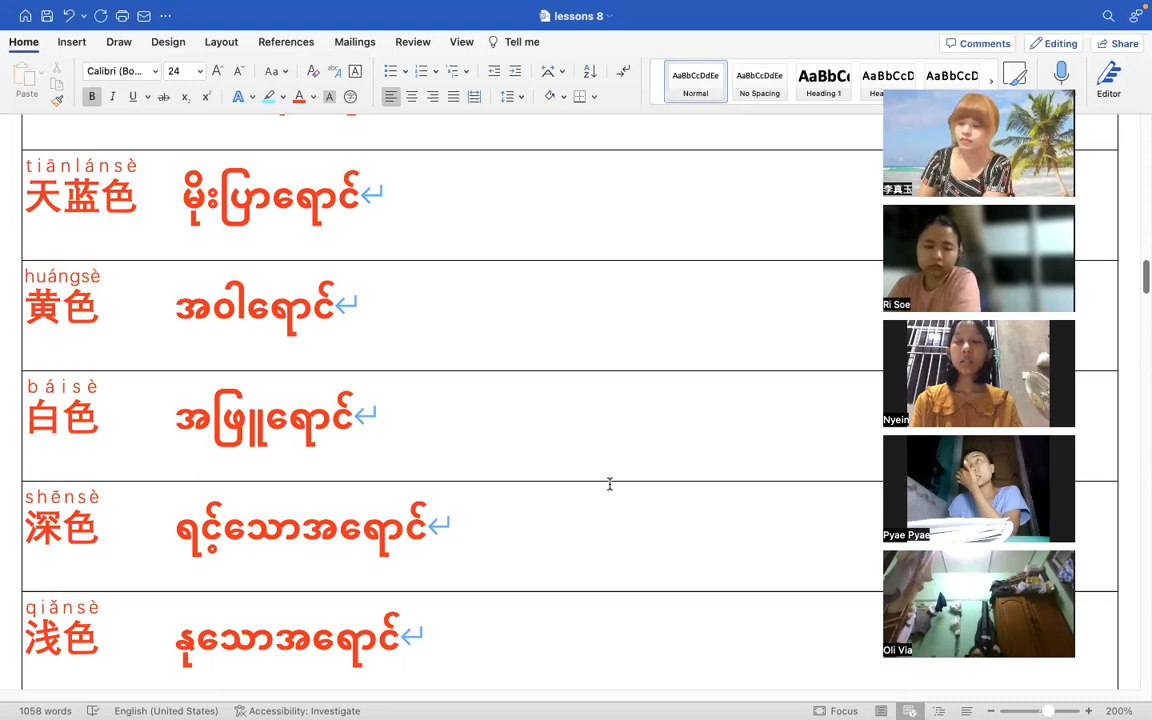 lessons 8
Home Insert Draw Design Layout References Mailings Review View Tell me
Comments Editing Share
Paste
Calibri (Bo... 24
AaBbCcDdEe AaBbCcDdEe AaBbC AaBbCcD AaBbCcD
Normal No Spacing Heading 1
Editor
tiānlánsè
天蓝色 မိုးပြာရောင်
huángsè
黄色 အဝါရောင်
báisè
白色 အဖြူရောင်
shēnsè
深色 ရင့်သောအရောင်
qiǎnsè
浅色 နုသောအရောင်
李真玉
Ri Soe
Nyein
Pyae Pyae
Oli Via
1058 words English (United States) Accessibility: Investigate Focus 200%